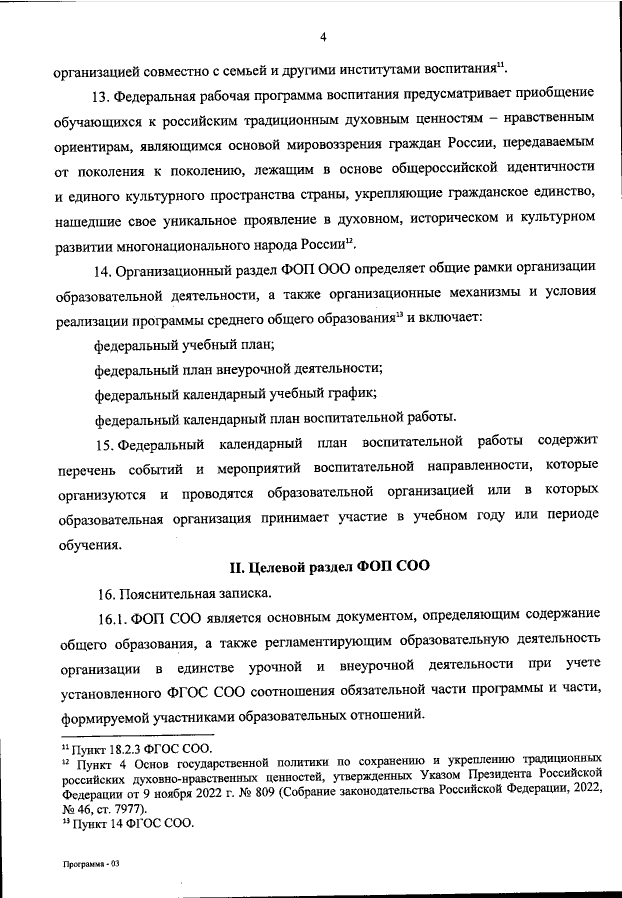 4
организацией совместно с семьей и другими институтами воспитания¹¹.
13. Федеральная рабочая программа воспитания предусматривает приобщение
обучающихся к российским традиционным духовным ценностям – нравственным
ориентирам, являющимся основой мировоззрения граждан России, передаваемым
от поколения к поколению, лежащим в основе общероссийской идентичности
и единого культурного пространства страны, укрепляющие гражданское единство,
нашедшие свое уникальное проявление в духовном, историческом и культурном
развитии многонационального народа России¹².
14. Организационный раздел ФОП ООО определяет общие рамки организации
образовательной деятельности, а также организационные механизмы и условия
реализации программы среднего общего образования¹³ и включает:
федеральный учебный план;
федеральный план внеурочной деятельности;
федеральный календарный учебный график;
федеральный календарный план воспитательной работы.
15. Федеральный календарный план воспитательной работы содержит
перечень событий и мероприятий воспитательной направленности, которые
организуются и проводятся образовательной организацией или в которых
образовательная организация принимает участие в учебном году или периоде
обучения.
II. Целевой раздел ФОП СОО
16. Пояснительная записка.
16.1. ФОП СОО является основным документом, определяющим содержание
общего образования, а также регламентирующим образовательную деятельность
организации в единстве урочной и внеурочной деятельности при учете
установленного ФГОС СОО соотношения обязательной части программы и части,
формируемой участниками образовательных отношений.
¹¹ Пункт 18.2.3 ФГОС СОО.
¹² Пункт 4 Основ государственной политики по сохранению и укреплению традиционных
российских духовно-нравственных ценностей, утвержденных Указом Президента Российской
Федерации от 9 ноября 2022 г. № 809 (Собрание законодательства Российской Федерации, 2022,
№ 46, ст. 7977).
¹³ Пункт 14 ФГОС СОО.
Программа - 03